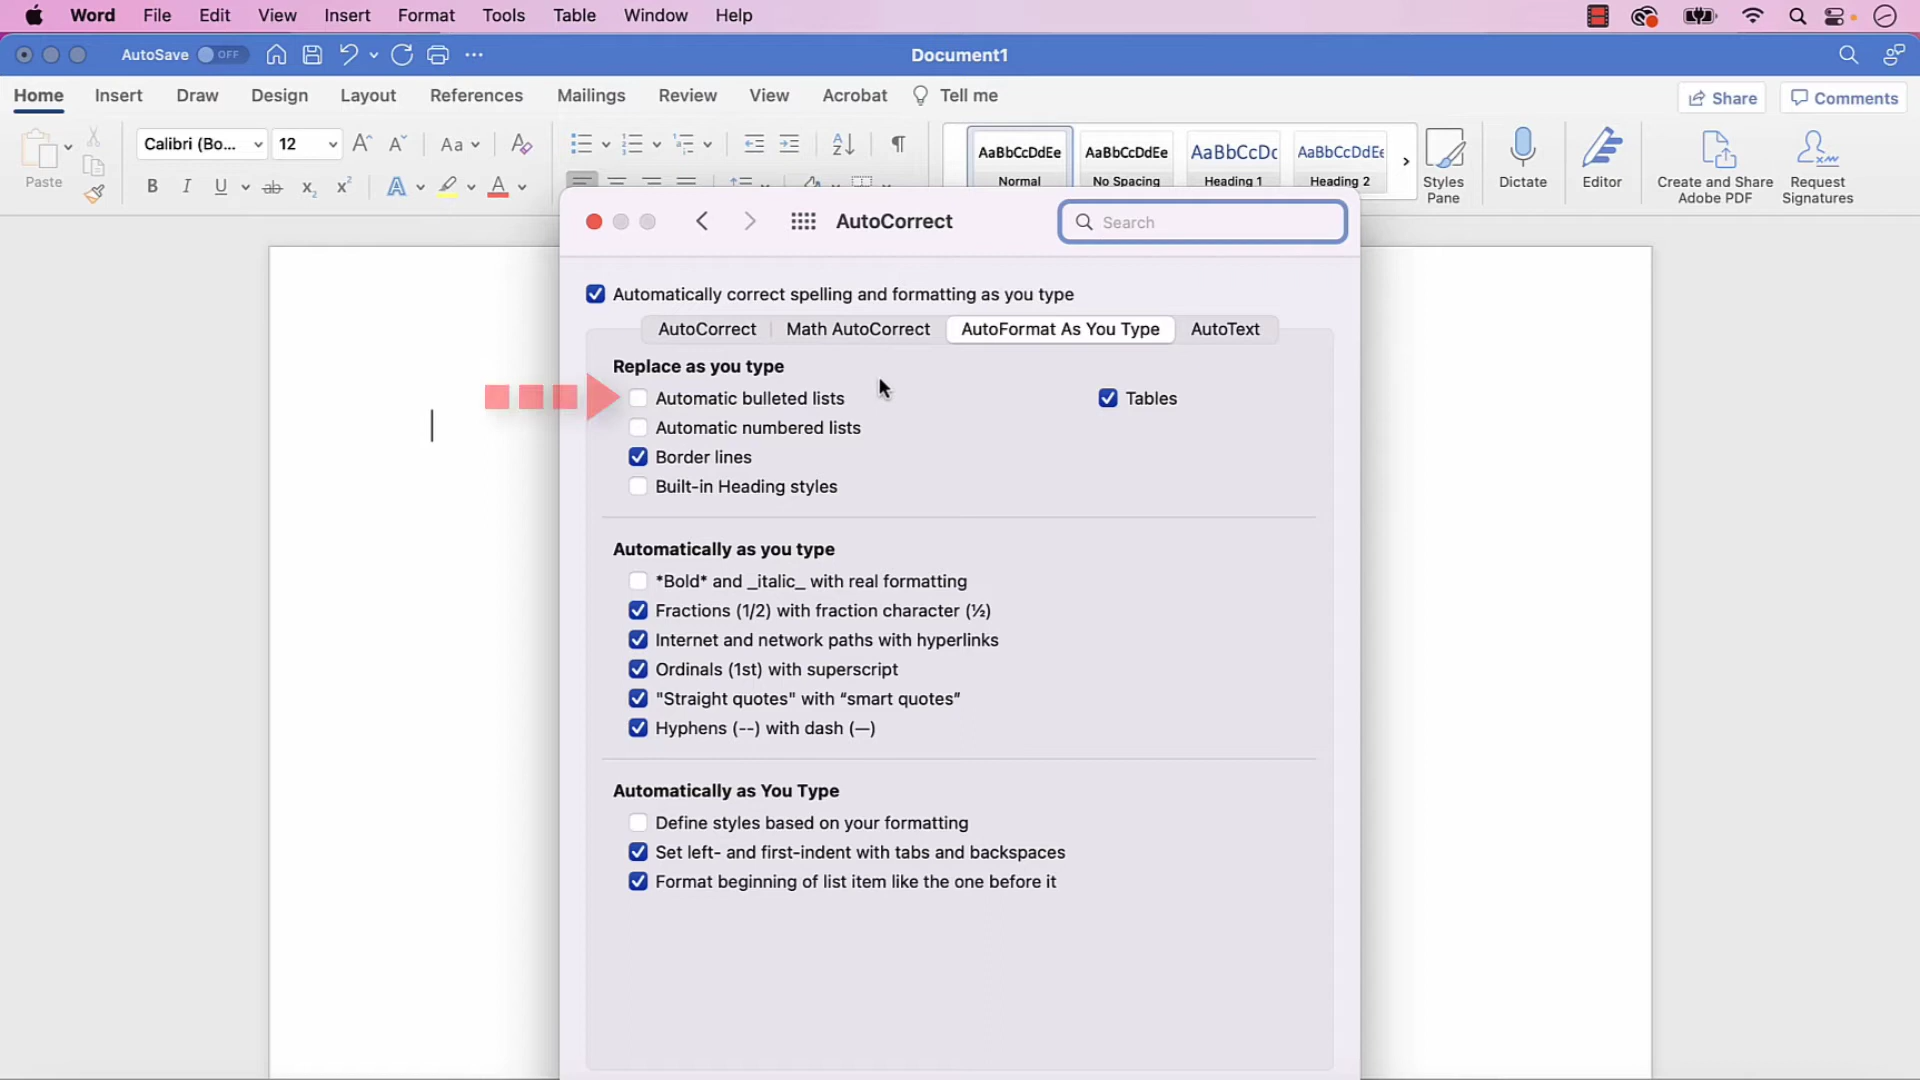 Word File Edit View Insert Format Tools Table Window Help
AutoSave OFF Document1
Home Insert Draw Design Layout References Mailings Review View Acrobat Tell me Share Comments
Paste Calibri (Bo... 12 Aa AaBbCcDdEe AaBbCcDdEe AaBbCcDc AaBbCcDdEe
B I U ab x₂ x² A A Normal No Spacing Heading 1 Heading 2 Styles Pane Dictate Editor Create and Share Adobe PDF Request Signatures
AutoCorrect Search
Automatically correct spelling and formatting as you type
AutoCorrect Math AutoCorrect AutoFormat As You Type AutoText
Replace as you type
Automatic bulleted lists Tables
Automatic numbered lists
Border lines
Built-in Heading styles
Automatically as you type
*Bold* and _italic_ with real formatting
Fractions (1/2) with fraction character (½)
Internet and network paths with hyperlinks
Ordinals (1st) with superscript
"Straight quotes" with “smart quotes”
Hyphens (--) with dash (—)
Automatically as You Type
Define styles based on your formatting
Set left- and first-indent with tabs and backspaces
Format beginning of list item like the one before it